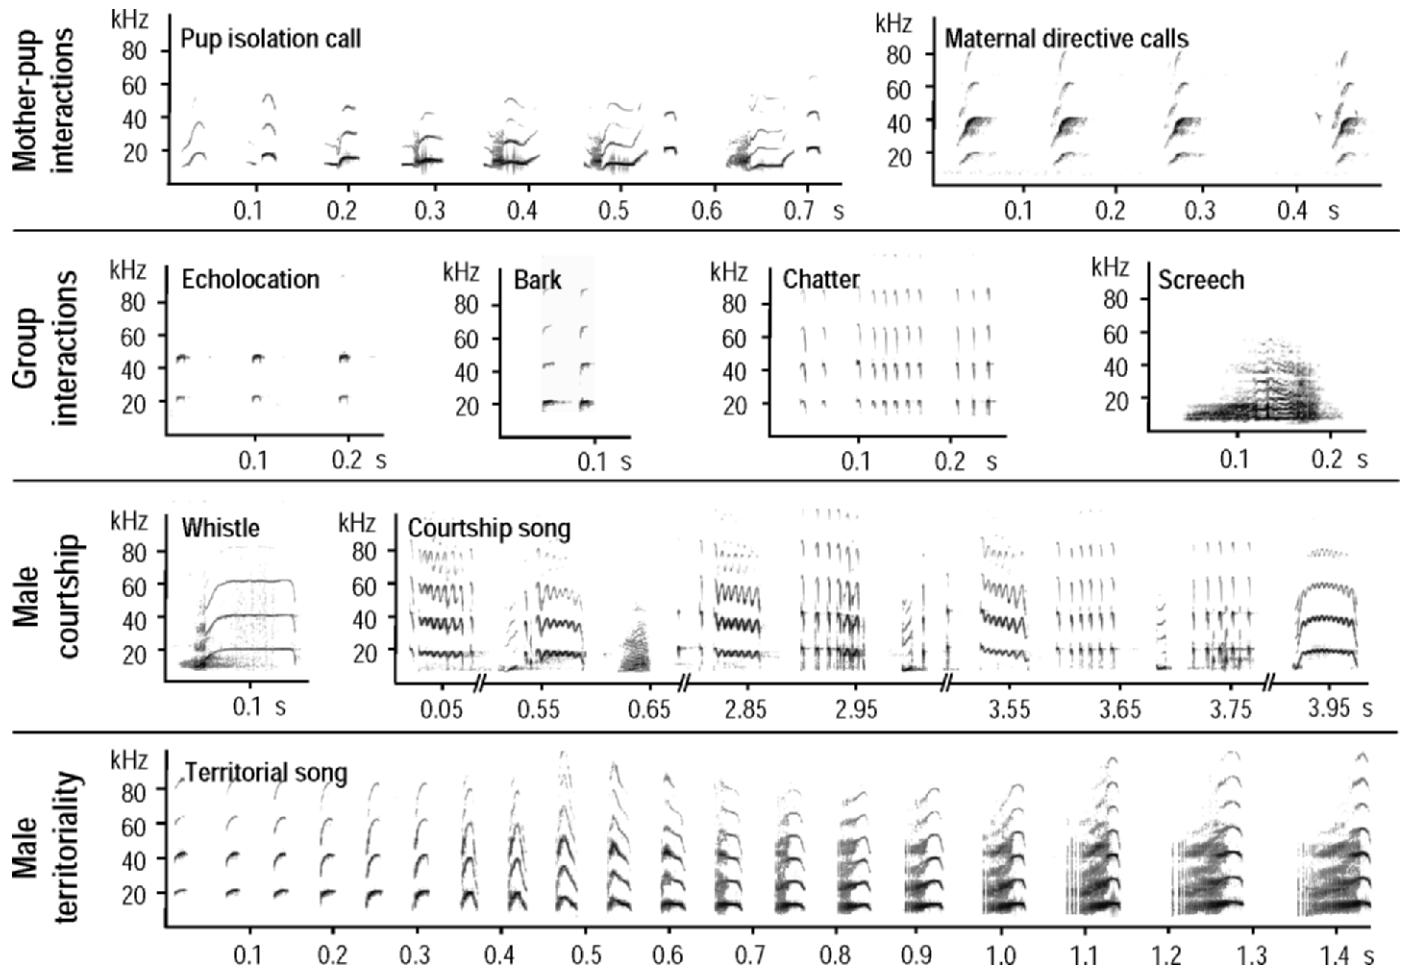 Mother-pup
interactions
kHz
Pup isolation call
80
60
40
20
0.1 0.2 0.3 0.4 0.5 0.6 0.7 s
kHz
Maternal directive calls
80
60
40
20
0.1 0.2 0.3 0.4 s
Group
interactions
kHz
Echolocation
80
60
40
20
0.1 0.2 s
kHz
Bark
80
60
40
20
0.1 s
kHz
Chatter
80
60
40
20
0.1 0.2 s
kHz
Screech
80
60
40
20
0.1 0.2 s
Male
courtship
kHz
Whistle
80
60
40
20
0.1 s
kHz
Courtship song
80
60
40
20
0.05 0.55 0.65 2.85 2.95 3.55 3.65 3.75 3.95 s
Male
territoriality
kHz
Territorial song
80
60
40
20
0.1 0.2 0.3 0.4 0.5 0.6 0.7 0.8 0.9 1.0 1.1 1.2 1.3 1.4 s